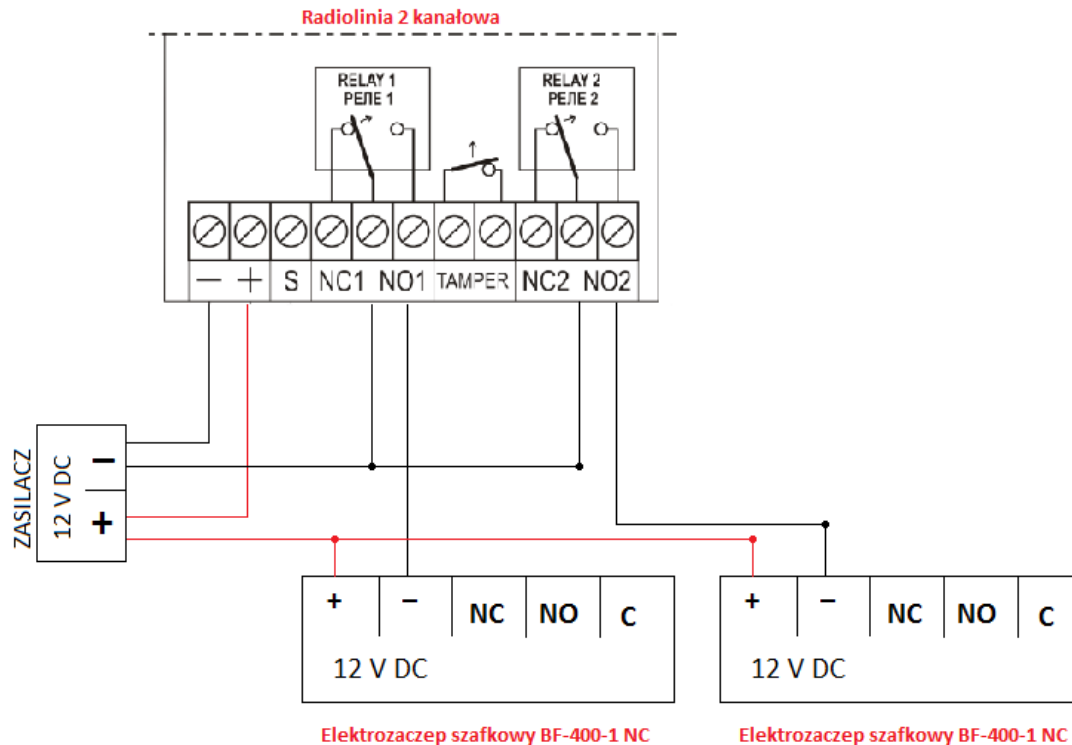 Radiolinia 2 kanałowa
RELAY 1
РЕЛЕ 1
RELAY 2
РЕЛЕ 2
— + S NC1 NO1 TAMPER NC2 NO2
ZASILACZ
12 V DC
−
+
+ − NC NO C
12 V DC
+ − NC NO C
12 V DC
Elektrozaczep szafkowy BF-400-1 NC
Elektrozaczep szafkowy BF-400-1 NC